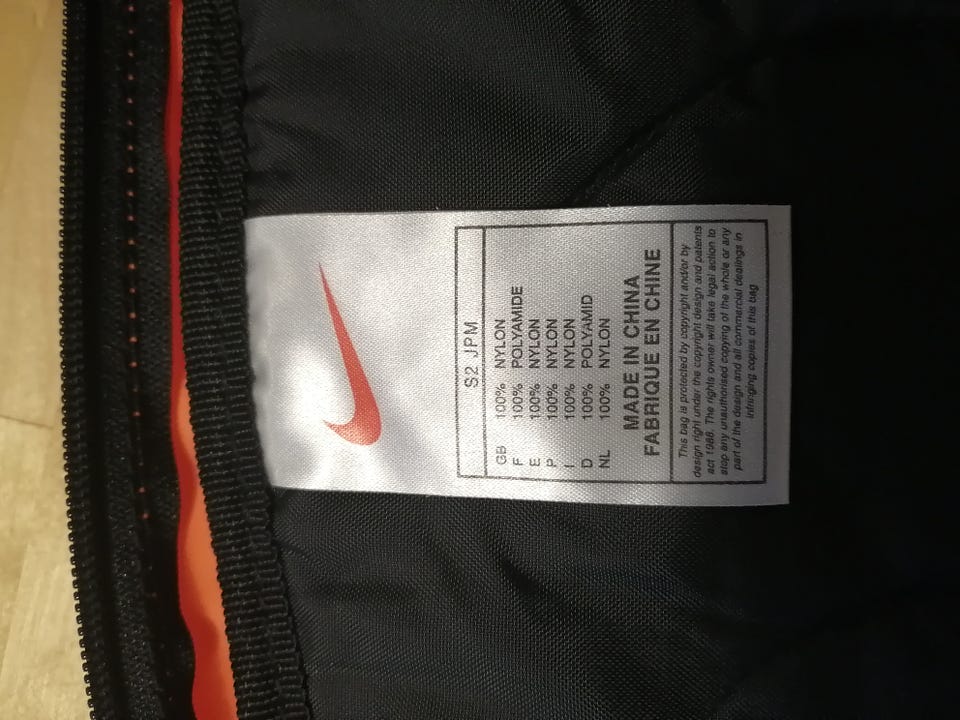 S2 JPM
GB 100% NYLON
F 100% POLYAMIDE
E 100% NYLON
P 100% NYLON
I 100% NYLON
D 100% POLYAMID
NL 100% NYLON
MADE IN CHINA
FABRIQUE EN CHINE
This bag is protected by copyright and/or by
design right under the copyright design and patents
act 1988. The rights owner will take legal action to
stop any unauthorised copying of the whole or any
part of the design and all commercial dealings in
infringing copies of this bag